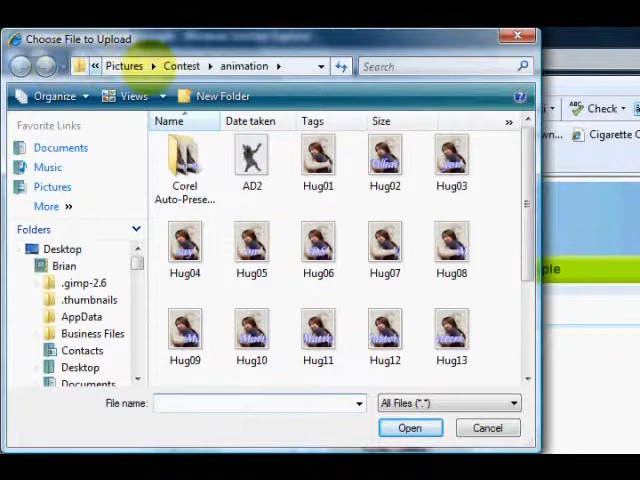 Choose File to Upload
Pictures Contest animation
Search
Organize Views New Folder
Favorite Links
Documents
Music
Pictures
More »
Folders
Desktop
Brian
.gimp-2.6
.thumbnails
AppData
Business Files
Contacts
Desktop
Documents
Name Date taken Tags Size »
Corel Auto-Prese... AD2 Hug01 Hug02 Hug03
Hug04 Hug05 Hug06 Hug07 Hug08
Hug09 Hug10 Hug11 Hug12 Hug13
File name: All Files (*.*)
Open Cancel
Check
Cigarette C